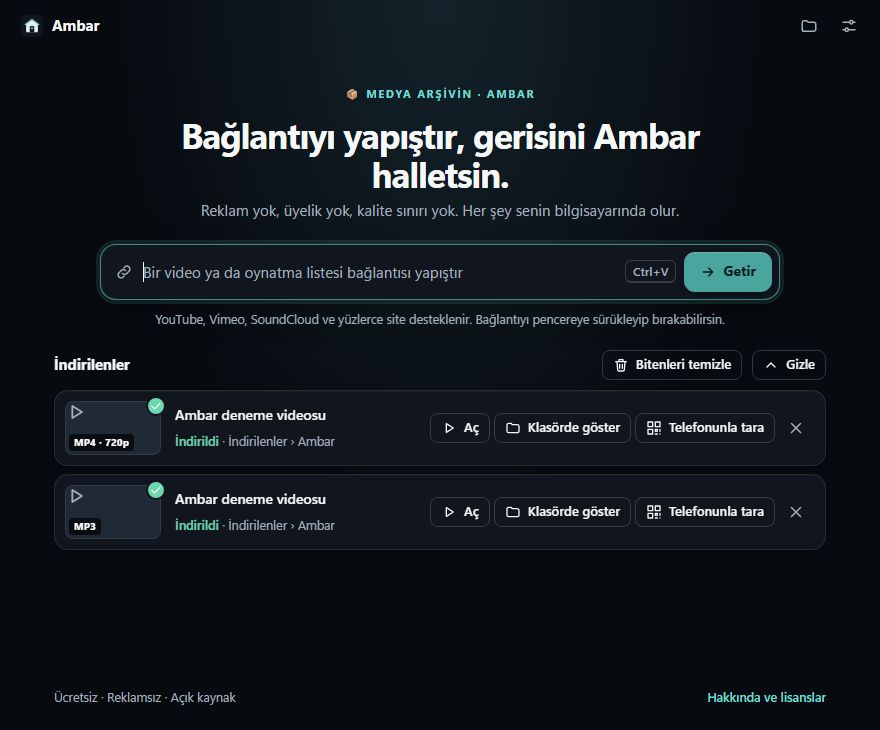 Ambar
MEDYA ARŞİVİN · AMBAR
Bağlantıyı yapıştır, gerisini Ambar
halletsin.
Reklam yok, üyelik yok, kalite sınırı yok. Her şey senin bilgisayarında olur.
Bir video ya da oynatma listesi bağlantısı yapıştır
Ctrl+V
Getir
YouTube, Vimeo, SoundCloud ve yüzlerce site desteklenir. Bağlantıyı pencereye sürükleyip bırakabilirsin.
İndirilenler
Bitenleri temizle
Gizle
MP4 · 720p
Ambar deneme videosu
İndirildi · İndirilenler › Ambar
Aç
Klasörde göster
Telefonunla tara
MP3
Ambar deneme videosu
İndirildi · İndirilenler › Ambar
Aç
Klasörde göster
Telefonunla tara
Ücretsiz · Reklamsız · Açık kaynak
Hakkında ve lisanslar